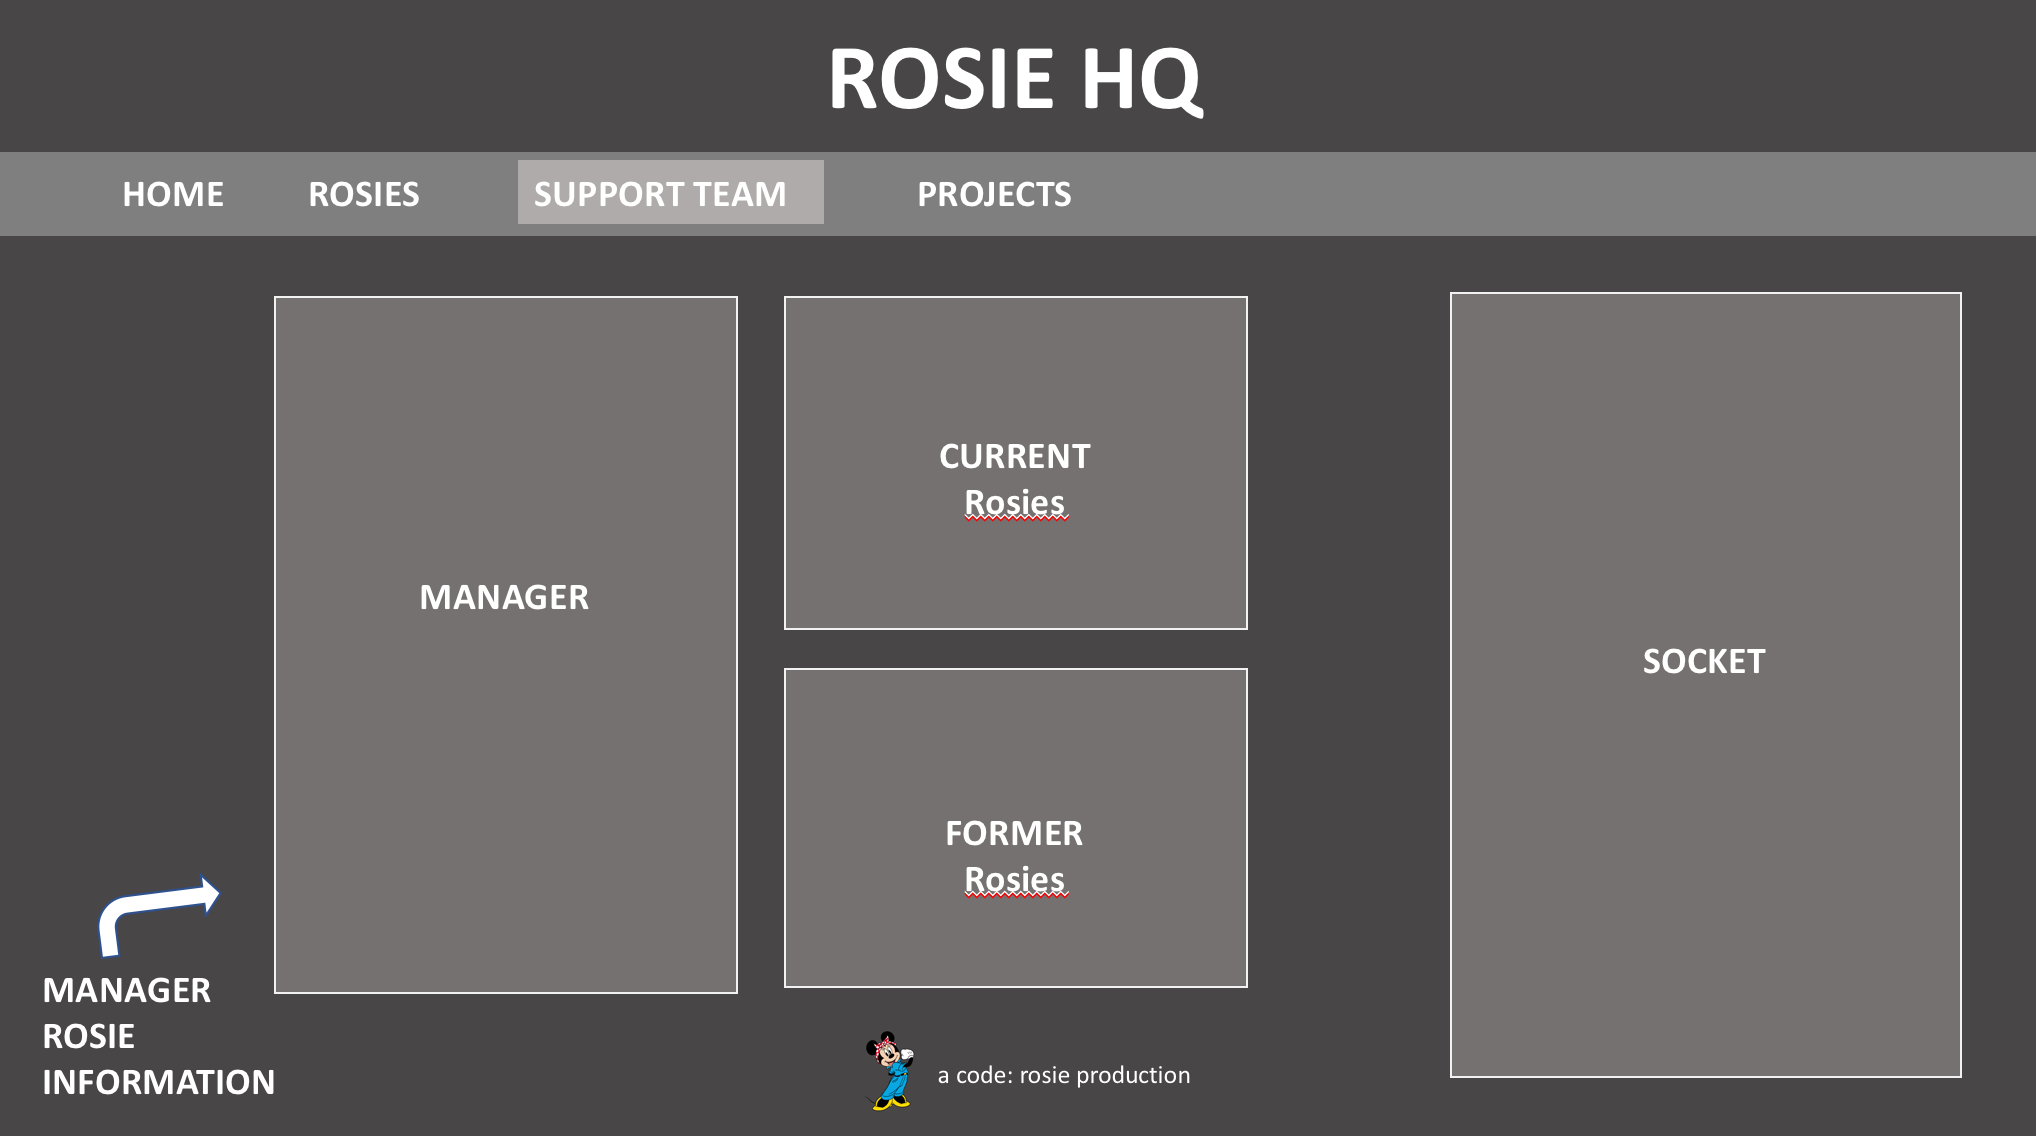 ROSIE HQ
HOME
ROSIES
SUPPORT TEAM
PROJECTS
MANAGER
CURRENT
Rosies
FORMER
Rosies
SOCKET
MANAGER
ROSIE
INFORMATION
a code: rosie production